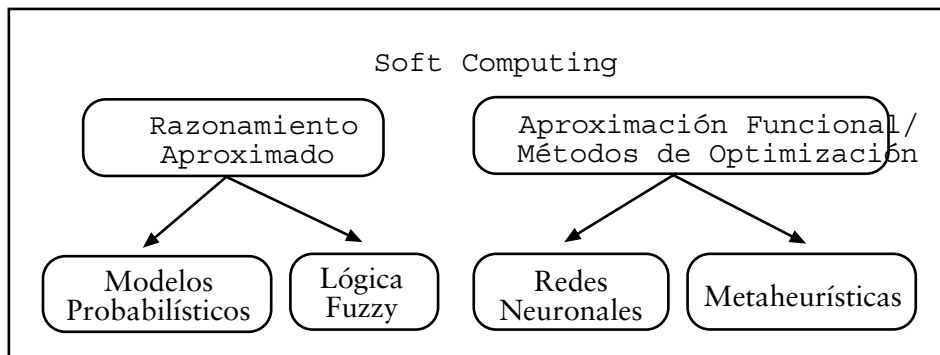 Soft Computing
Razonamiento
Aproximado
Aproximación Funcional/
Métodos de Optimización
Modelos
Probabilísticos
Lógica
Fuzzy
Redes
Neuronales
Metaheurísticas